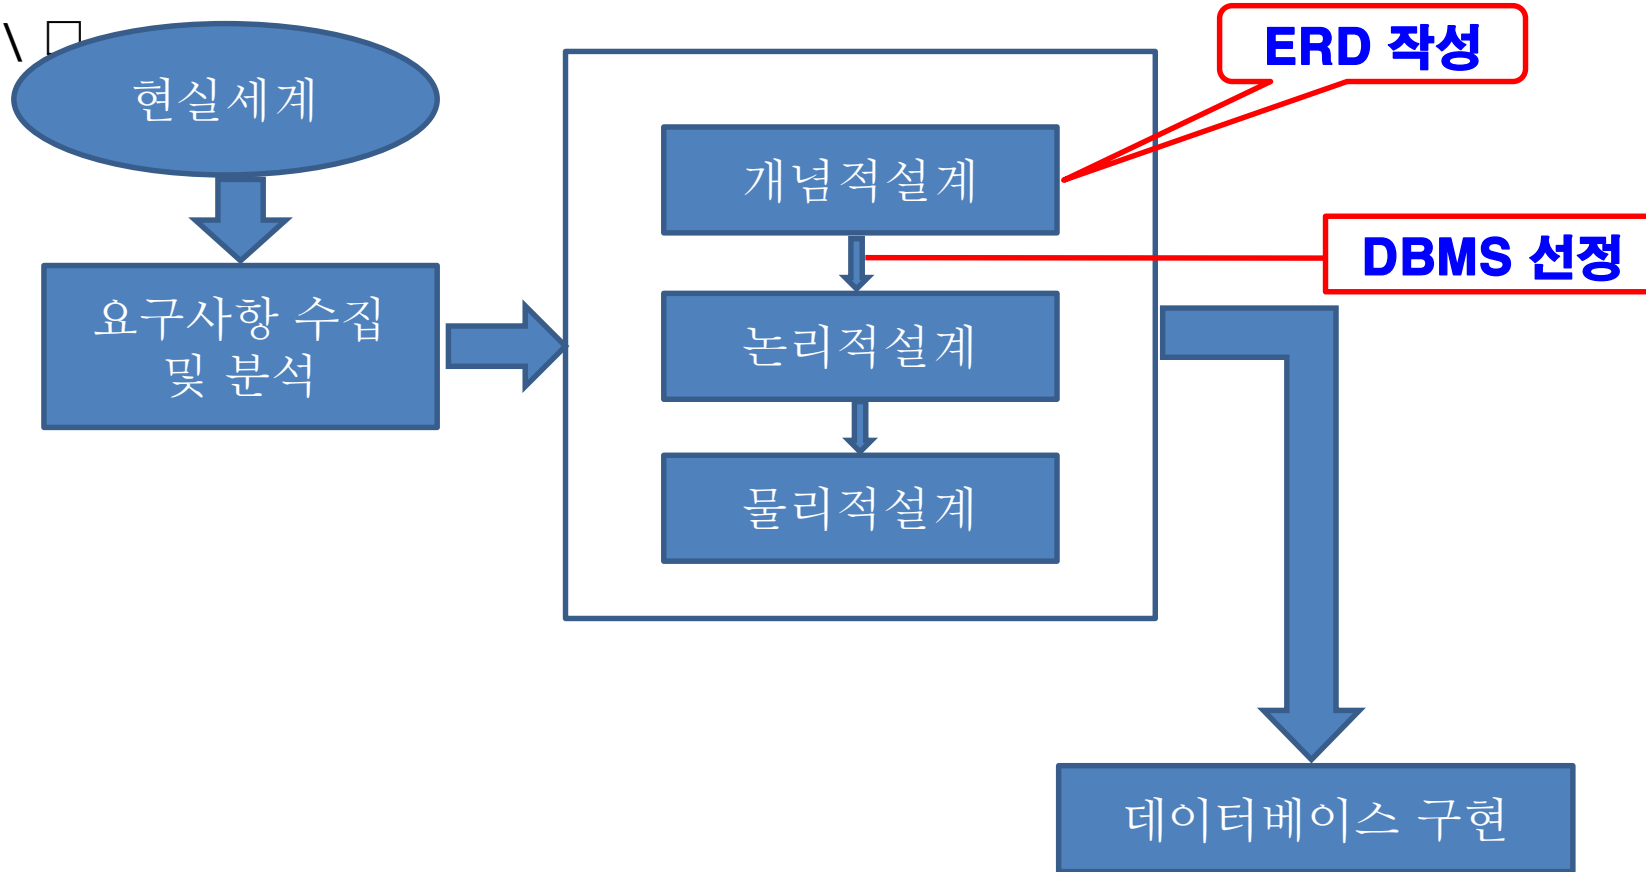 \ □
현실세계
ERD 작성
개념적설계
DBMS 선정
요구사항 수집
및 분석
논리적설계
물리적설계
데이터베이스 구현